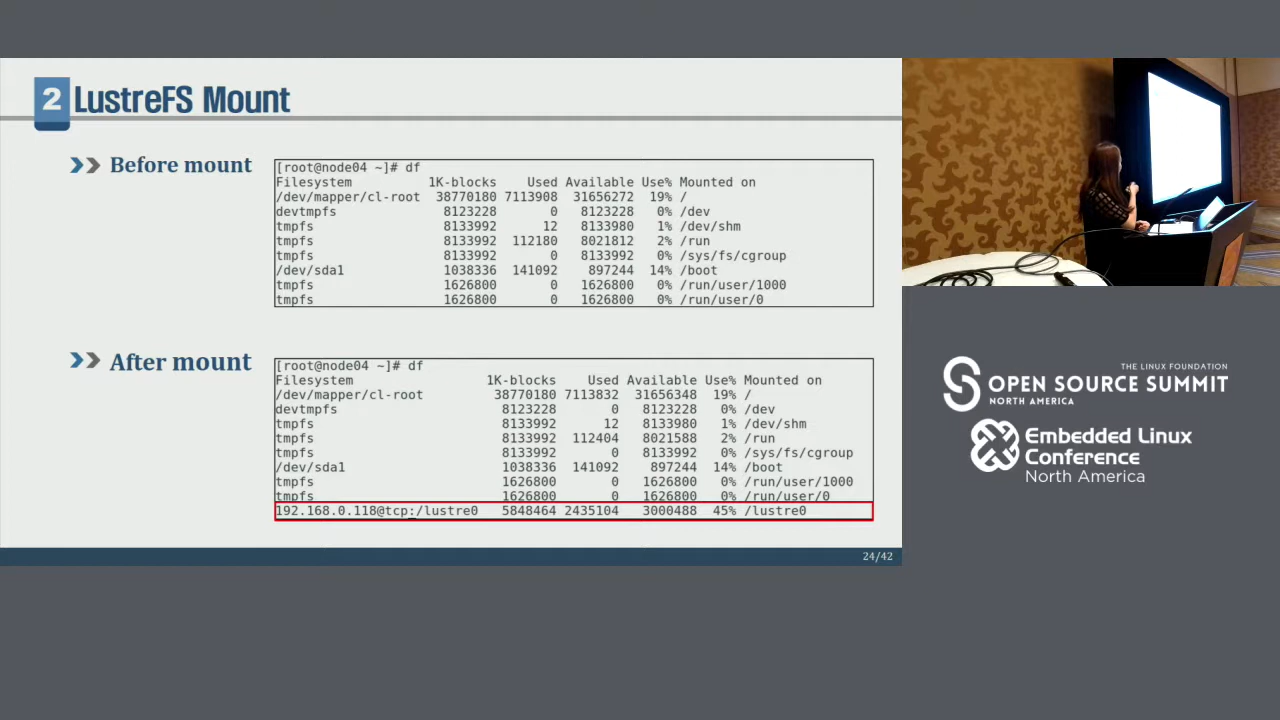 2 LustreFS Mount
Before mount
[root@node04 ~]# df
Filesystem 1K-blocks Used Available Use% Mounted on
/dev/mapper/cl-root 38770180 7113908 31656272 19% /
devtmpfs 8123228 0 8123228 0% /dev
tmpfs 8133992 12 8133980 1% /dev/shm
tmpfs 8133992 112180 8021812 2% /run
tmpfs 8133992 0 8133992 0% /sys/fs/cgroup
/dev/sda1 1038336 141092 897244 14% /boot
tmpfs 1626800 0 1626800 0% /run/user/1000
tmpfs 1626800 0 1626800 0% /run/user/0
After mount
[root@node04 ~]# df
Filesystem 1K-blocks Used Available Use% Mounted on
/dev/mapper/cl-root 38770180 7113832 31656348 19% /
devtmpfs 8123228 0 8123228 0% /dev
tmpfs 8133992 12 8133980 1% /dev/shm
tmpfs 8133992 112404 8021588 2% /run
tmpfs 8133992 0 8133992 0% /sys/fs/cgroup
/dev/sda1 1038336 141092 897244 14% /boot
tmpfs 1626800 0 1626800 0% /run/user/1000
tmpfs 1626800 0 1626800 0% /run/user/0
192.168.0.118@tcp:/lustre0 5848464 2435104 3000488 45% /lustre0
24/42
THE LINUX FOUNDATION
OPEN SOURCE SUMMIT
NORTH AMERICA
Embedded Linux
Conference
North America